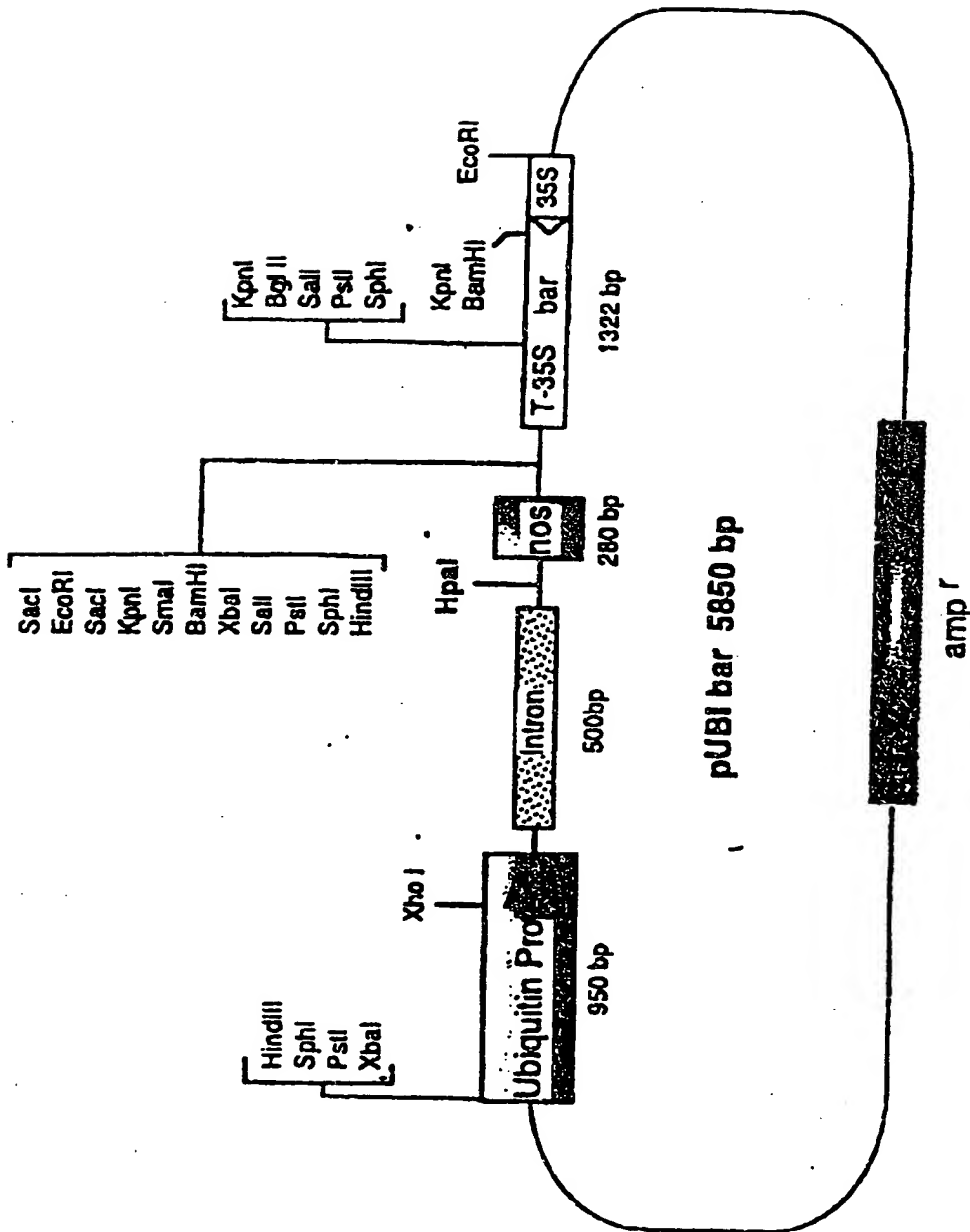 HindIII
SphI
PstI
XbaI
Xho I
SacI
EcoRI
SacI
KpnI
SmaI
BamHI
XbaI
SalI
PstI
SphI
HindIII
HpaI
KpnI
Bgl II
SalI
PstI
SphI
KpnI
BamHI
EcoRI
Ubiquitin Pro
Intron
nos
T-35S bar
35S
950 bp
500bp
280 bp
1322 bp
pUBI bar 5850 bp
amp r